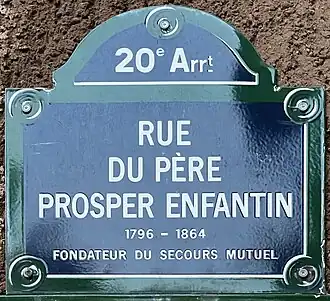 20e Arrt
RUE
DU PÈRE
PROSPER ENFANTIN
1796 - 1864
FONDATEUR DU SECOURS MUTUEL